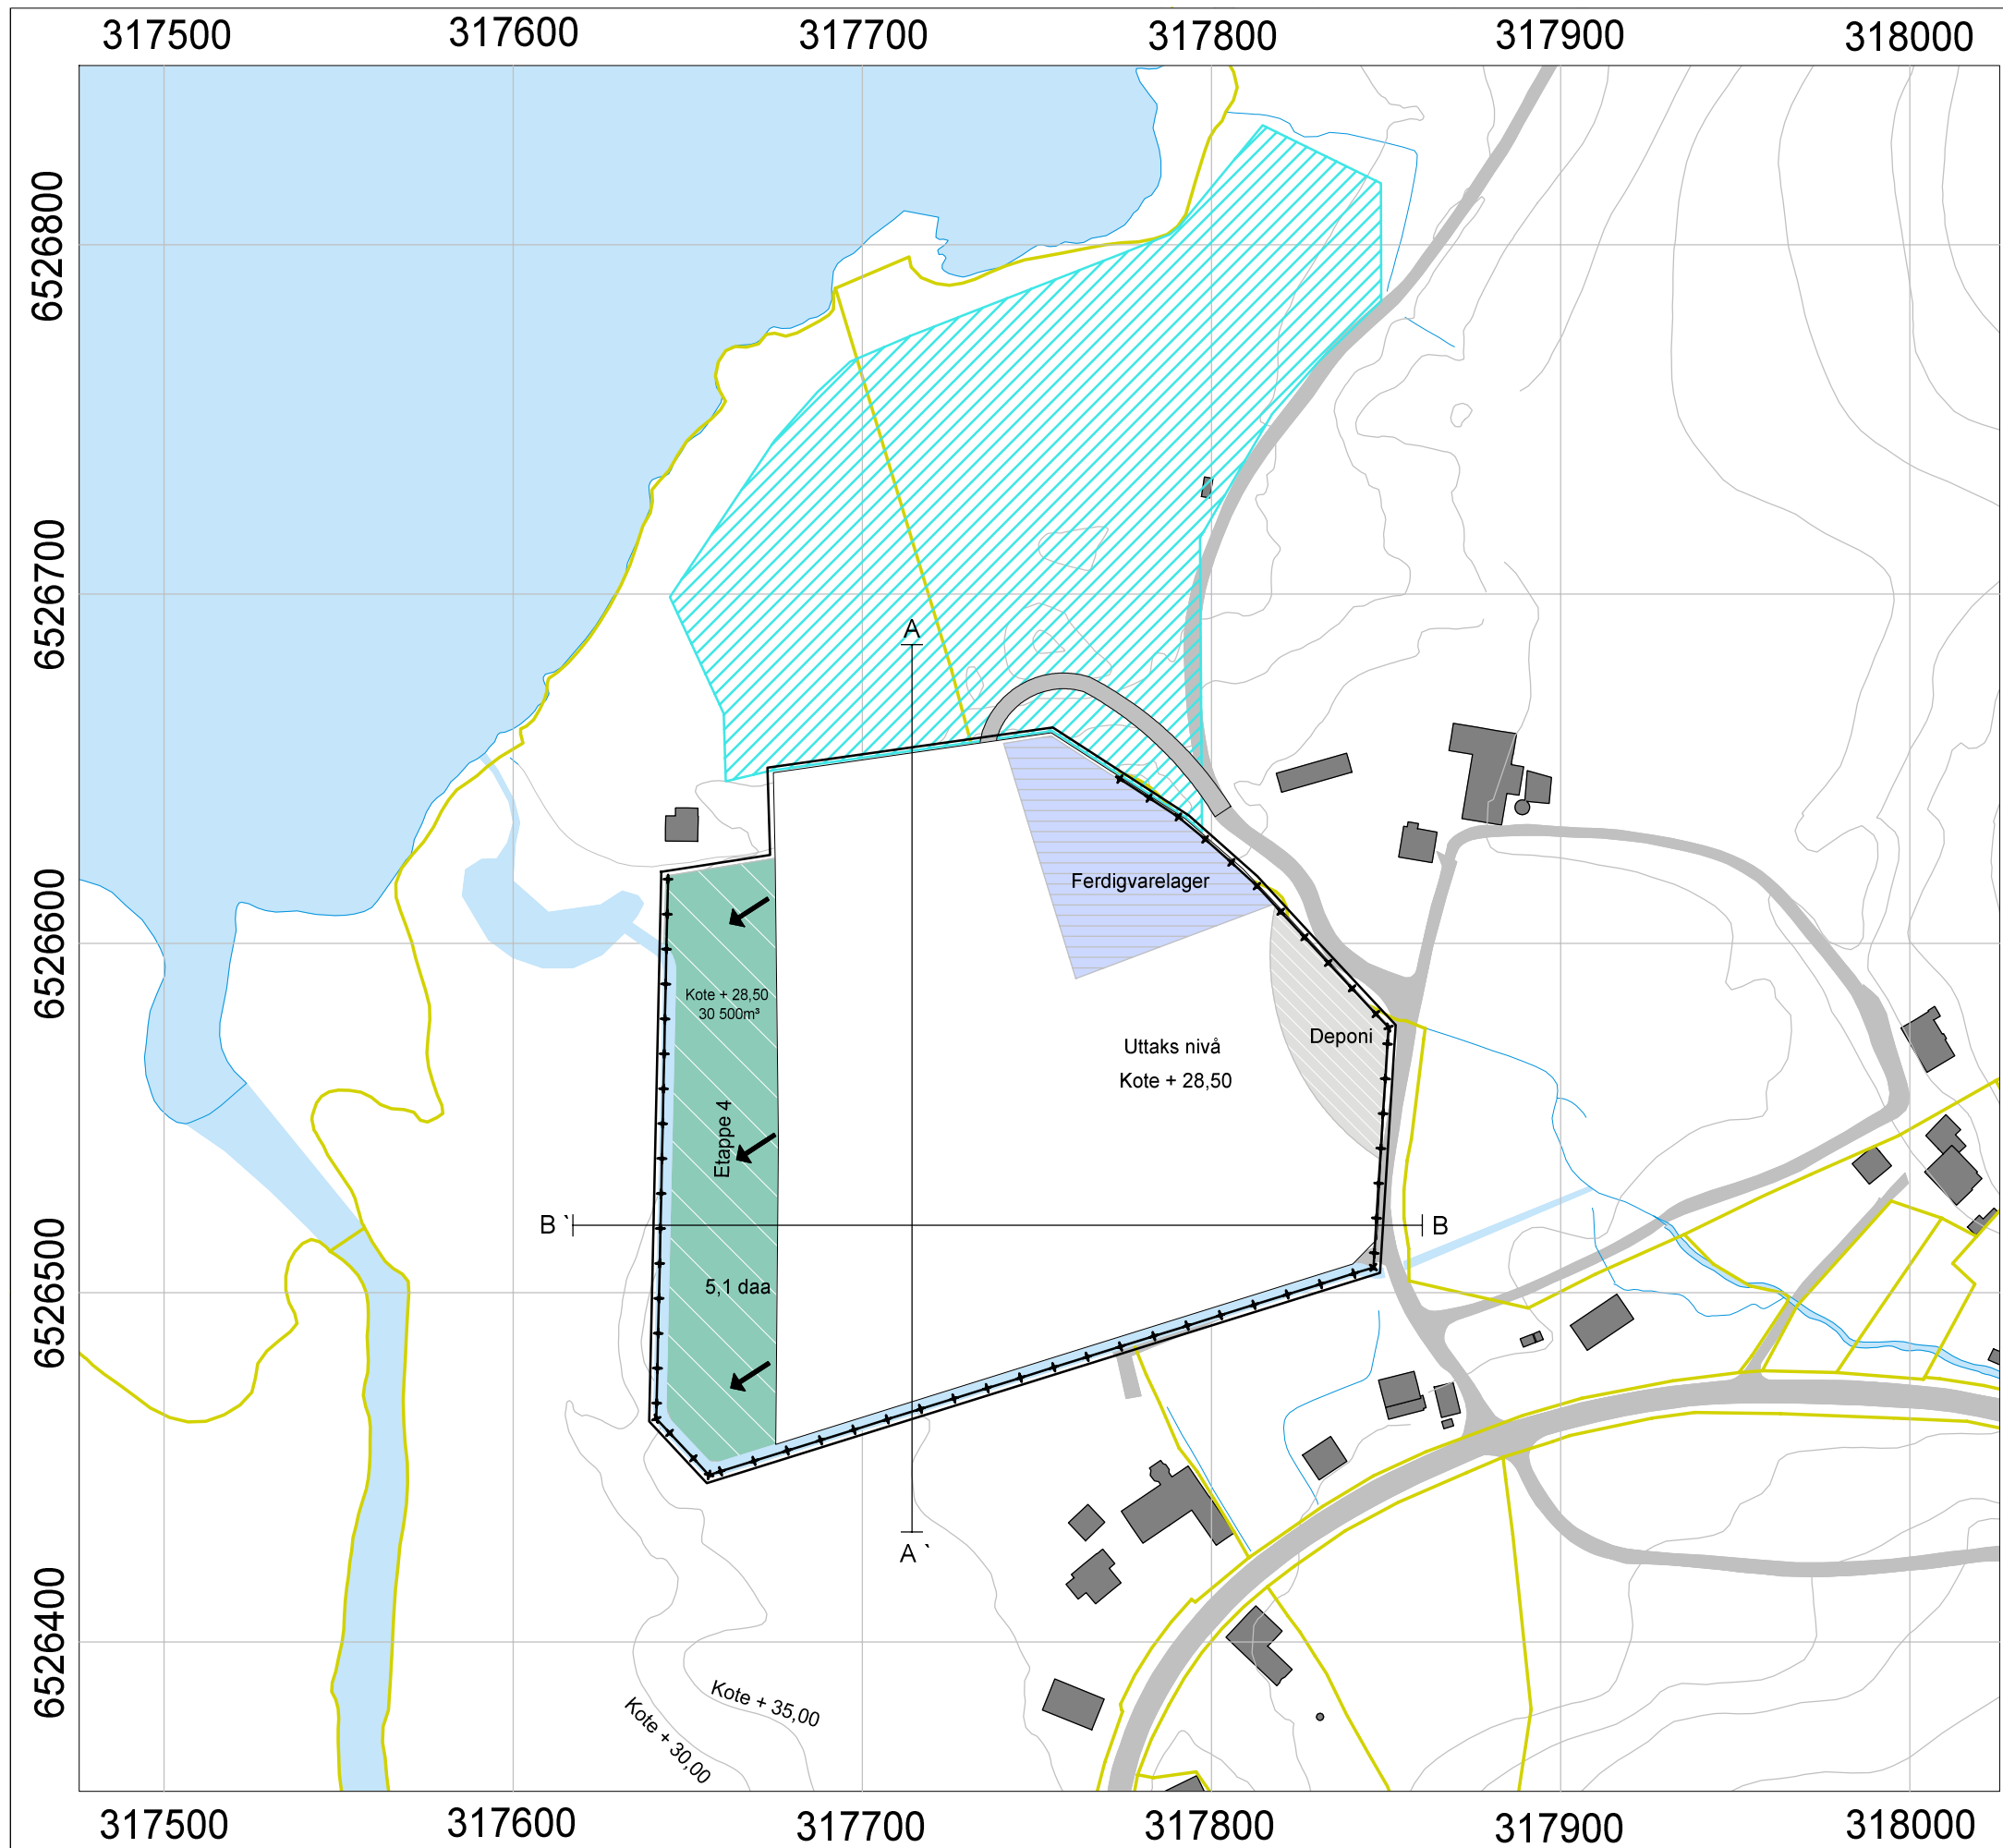 317500 317600 317700 317800 317900 318000
6526800
6526700
6526600
6526500
6526400
A
Ferdigvarelager
Kote + 28,50
30 500m³
Deponi
Uttaks nivå
Kote + 28,50
Etappe 4
B `
B
5,1 daa
A `
Kote + 35,00
Kote + 30,00
317500 317600 317700 317800 317900 318000